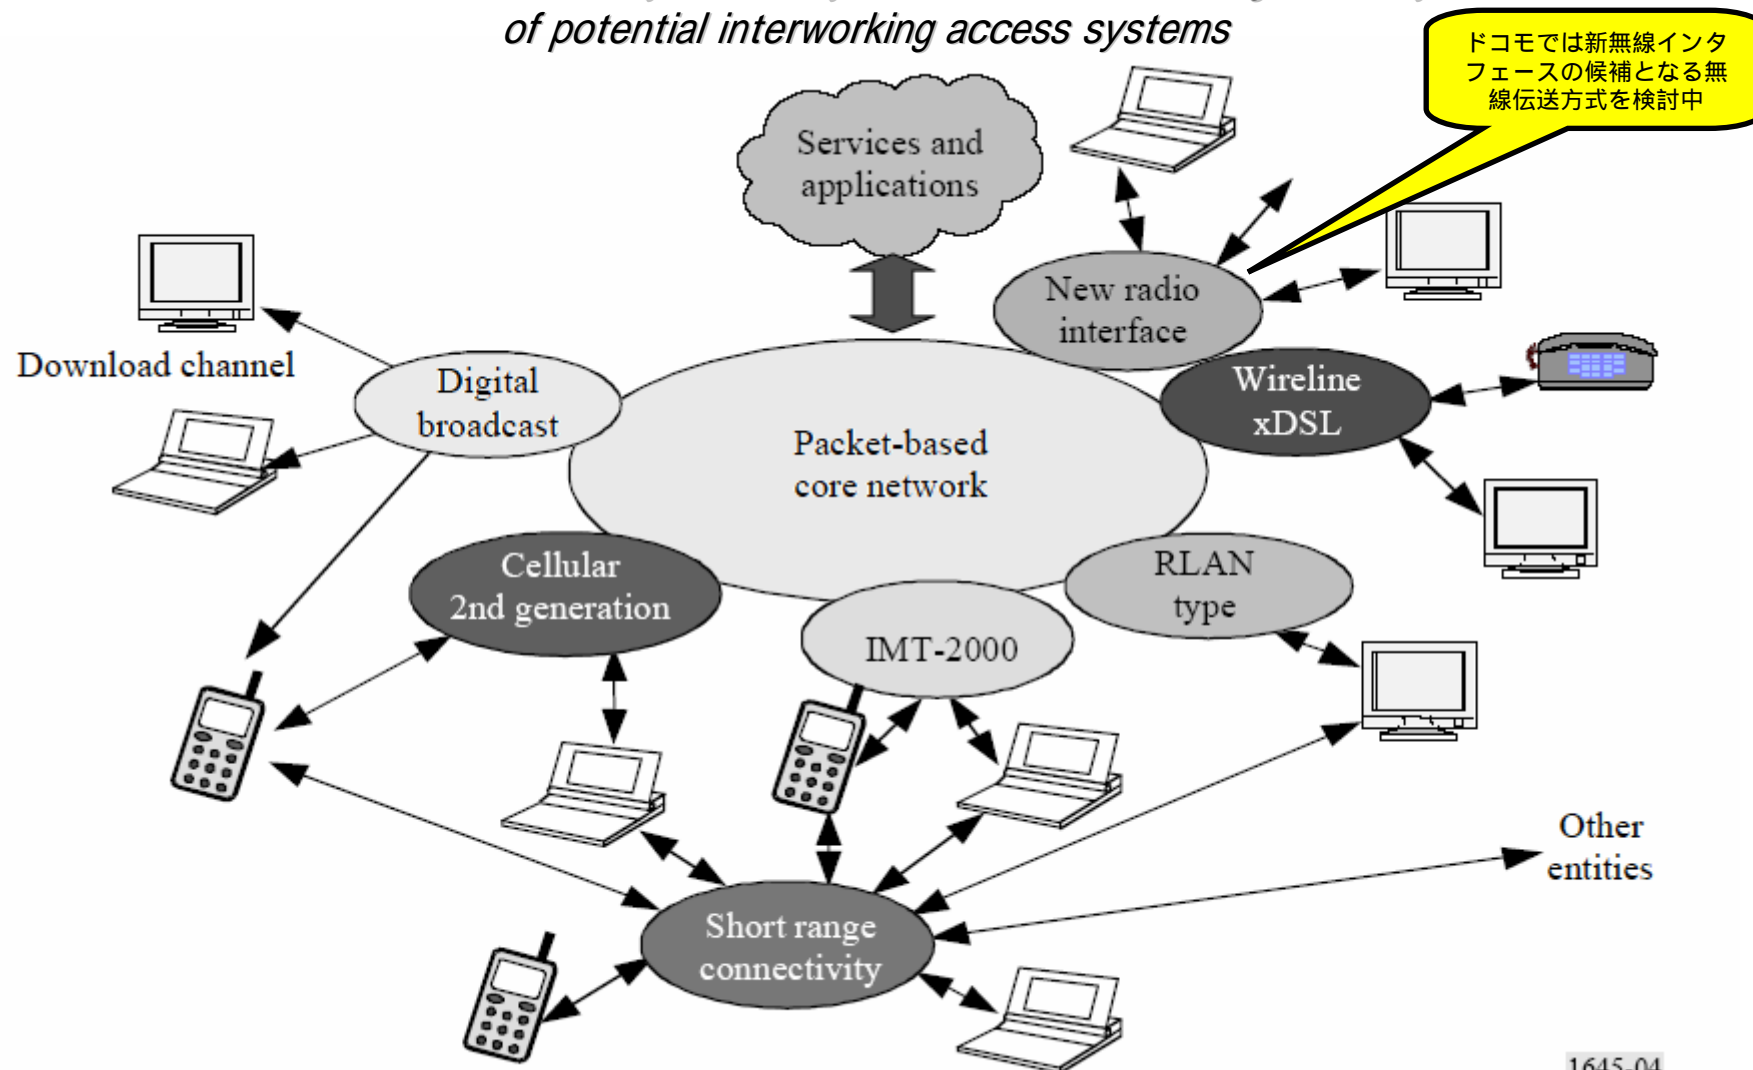 of potential interworking access systems
ドコモでは新無線インタ
フェースの候補となる無
線伝送方式を検討中
Services and
applications
New radio
interface
Download channel
Digital
broadcast
Wireline
xDSL
Packet-based
core network
Cellular
2nd generation
RLAN
type
IMT-2000
Other
entities
Short range
connectivity
1645-04